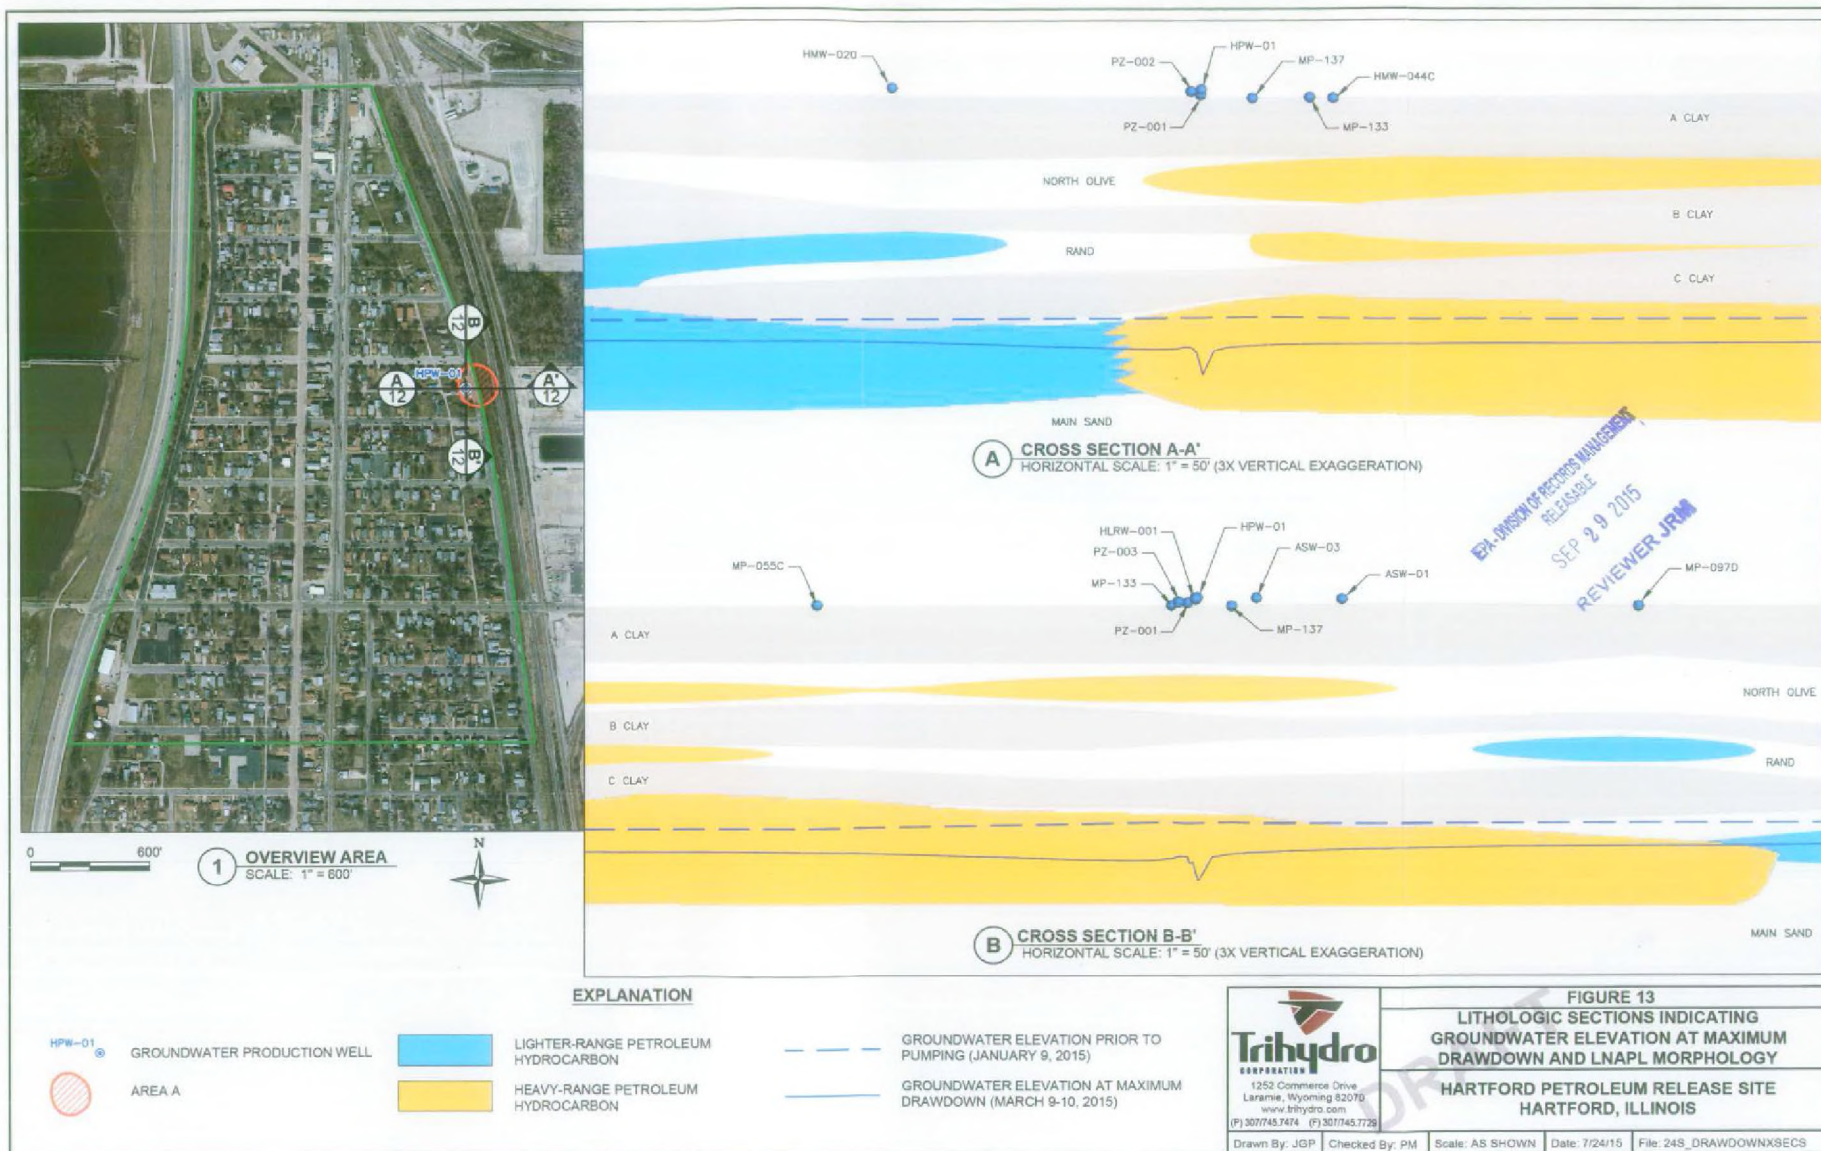 HMW-020
PZ-002
HPW-01
MP-137
HMW-044C
PZ-001
MP-133
A CLAY
NORTH OLIVE
B CLAY
RAND
C CLAY
MAIN SAND
A
CROSS SECTION A-A'
HORIZONTAL SCALE: 1" = 50' (3X VERTICAL EXAGGERATION)
B
12
HPW-01
A
12
A'
12
B'
12
IEPA - DIVISION OF RECORDS MANAGEMENT
RELEASABLE
SEP 29 2015
REVIEWER JRM
HLRW-001
HPW-01
PZ-003
ASW-03
MP-055C
MP-133
ASW-01
MP-097D
PZ-001
MP-137
A CLAY
NORTH OLIVE
B CLAY
RAND
C CLAY
MAIN SAND
B
CROSS SECTION B-B'
HORIZONTAL SCALE: 1" = 50' (3X VERTICAL EXAGGERATION)
0 600'
1
OVERVIEW AREA
SCALE: 1" = 600'
N
EXPLANATION
HPW-01
GROUNDWATER PRODUCTION WELL
AREA A
LIGHTER-RANGE PETROLEUM
HYDROCARBON
HEAVY-RANGE PETROLEUM
HYDROCARBON
GROUNDWATER ELEVATION PRIOR TO
PUMPING (JANUARY 9, 2015)
GROUNDWATER ELEVATION AT MAXIMUM
DRAWDOWN (MARCH 9-10, 2015)
Trihydro
CORPORATION
1252 Commerce Drive
Laramie, Wyoming 82070
www.trihydro.com
(P) 307/745.7474 (F) 307/745.7729
FIGURE 13
LITHOLOGIC SECTIONS INDICATING
GROUNDWATER ELEVATION AT MAXIMUM
DRAWDOWN AND LNAPL MORPHOLOGY
HARTFORD PETROLEUM RELEASE SITE
HARTFORD, ILLINOIS
DRAFT
Drawn By: JGP Checked By: PM Scale: AS SHOWN Date: 7/24/15 File: 24S_DRAWDOWNXSECS